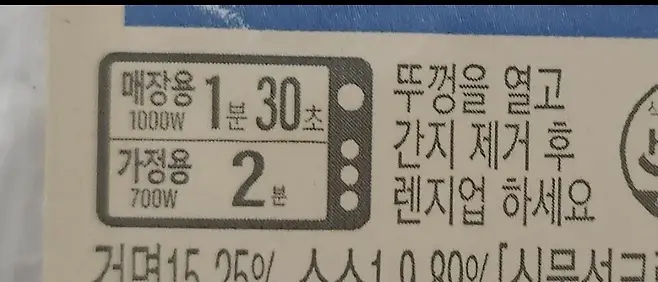 매장용 1분 30초
1000W
가정용 2분
700W
뚜껑을 열고
간지 제거 후
렌지업 하세요